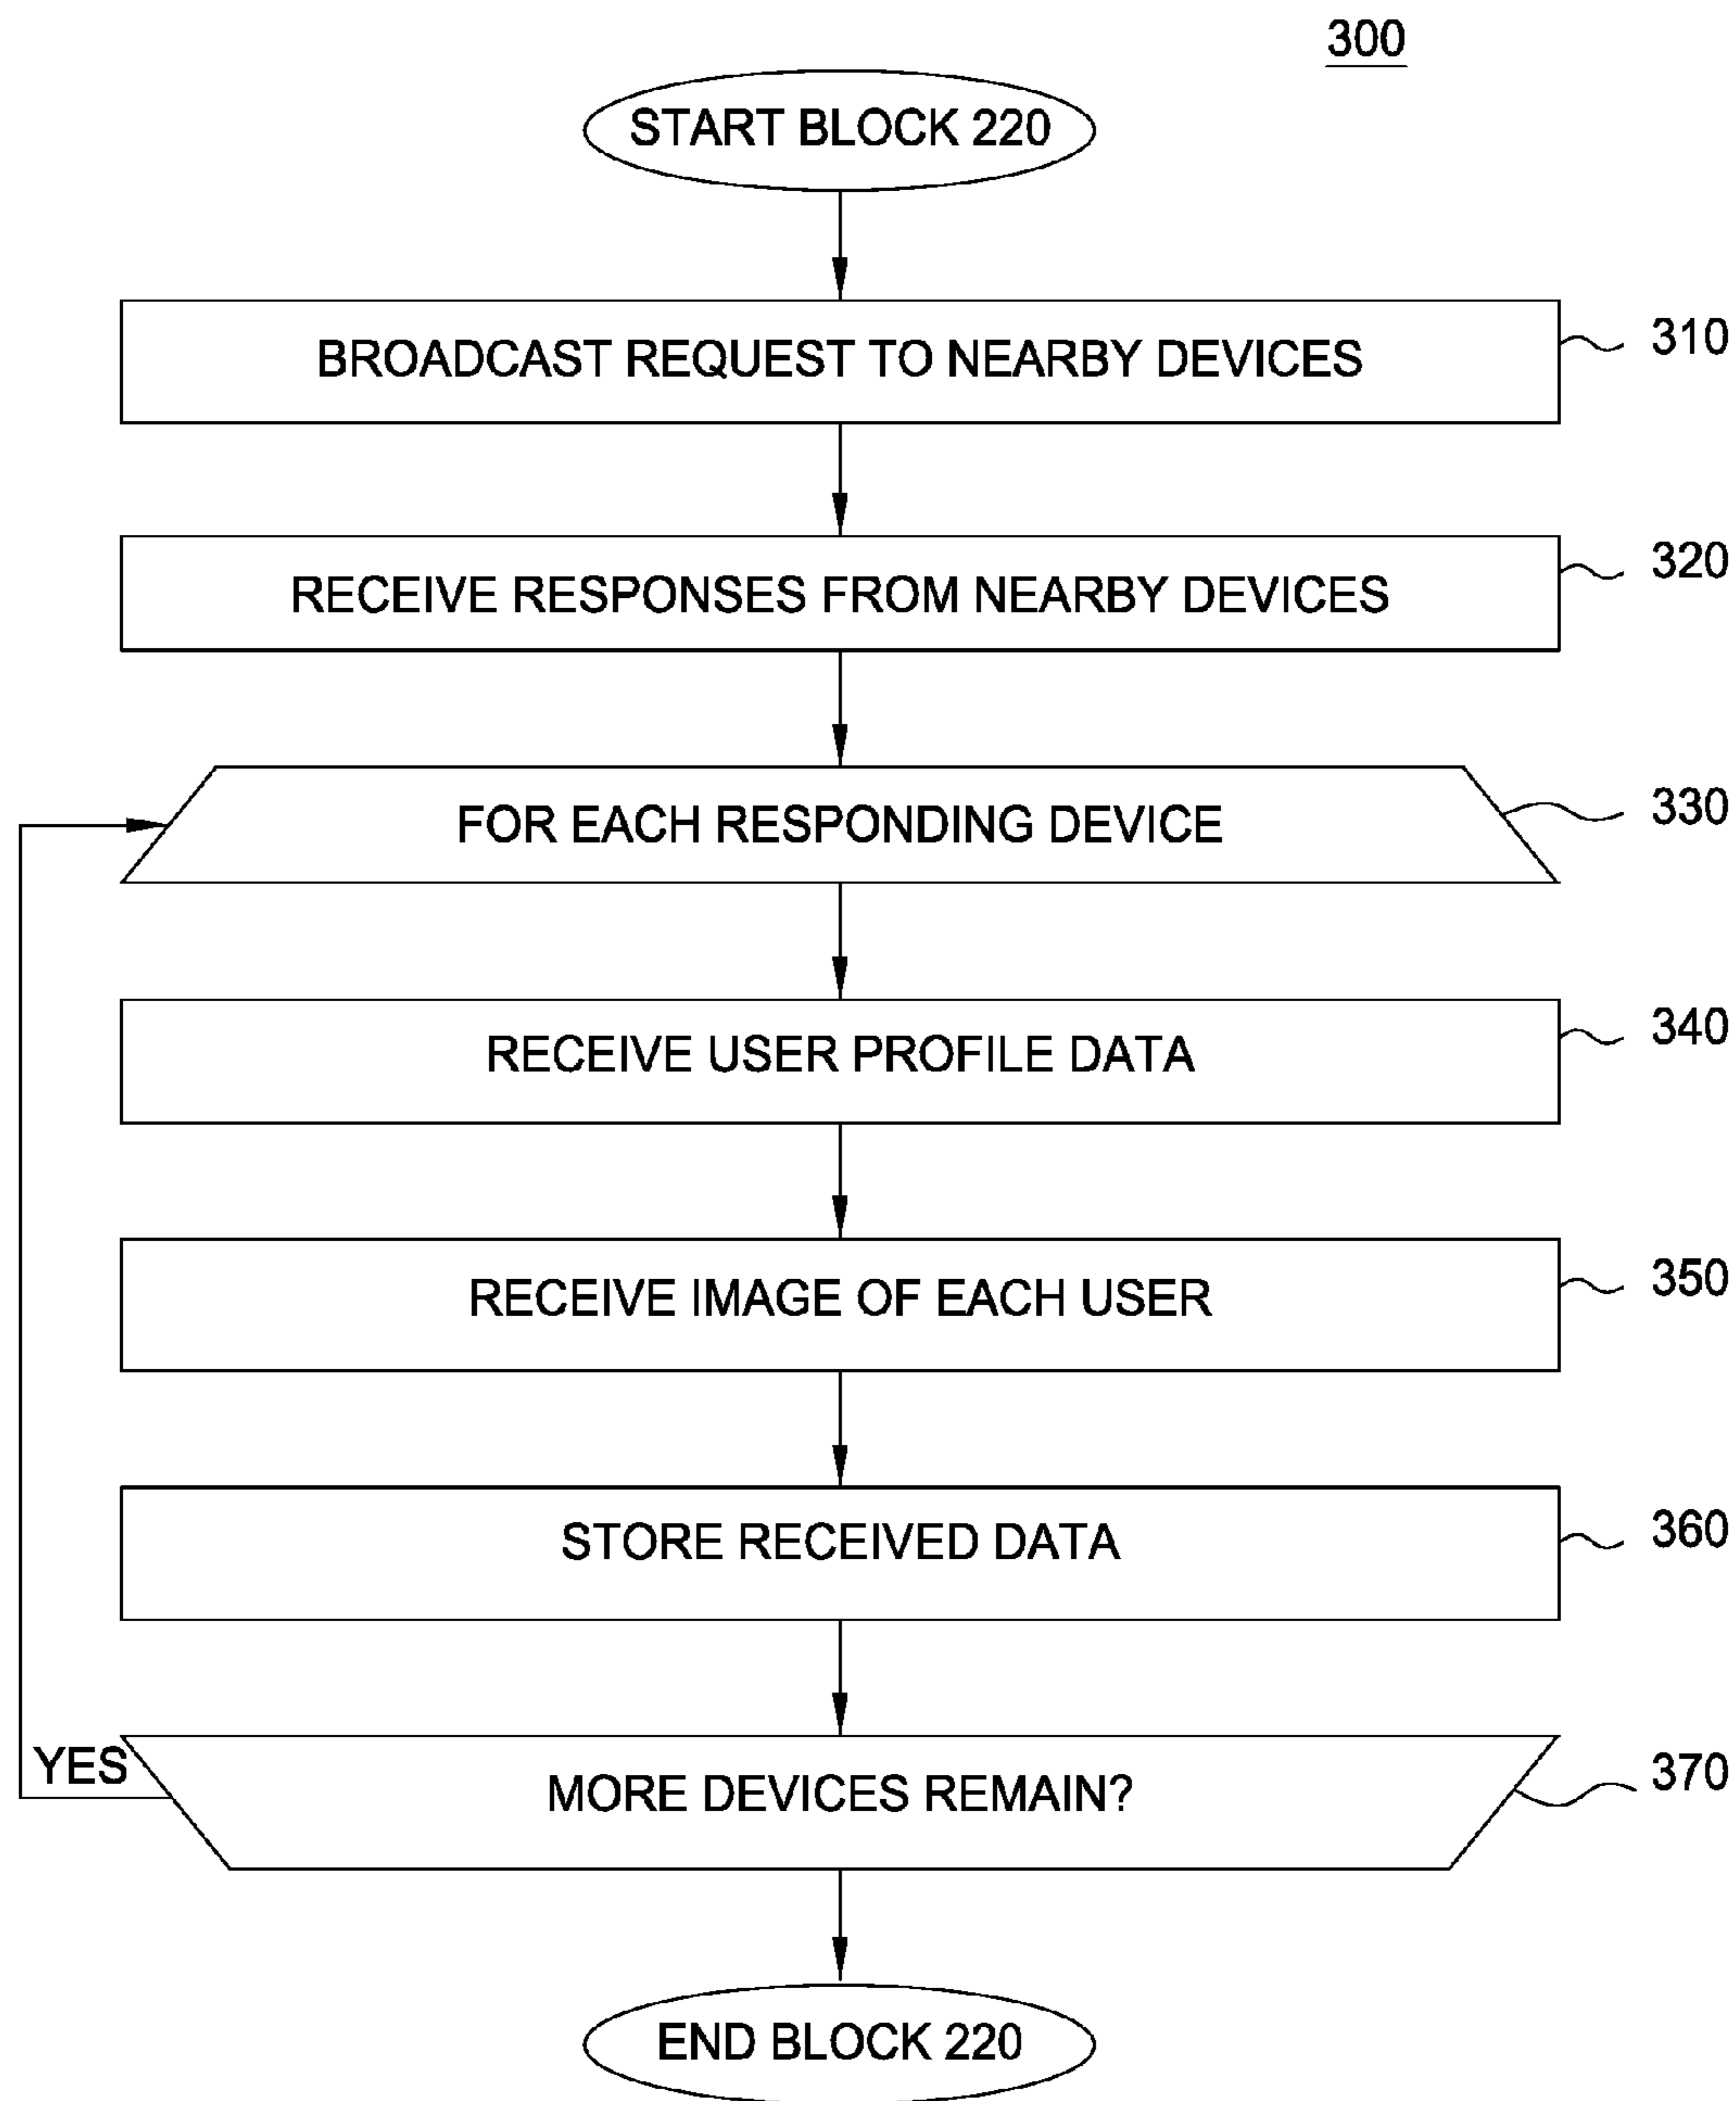 300
START BLOCK 220
BROADCAST REQUEST TO NEARBY DEVICES
310
RECEIVE RESPONSES FROM NEARBY DEVICES
320
FOR EACH RESPONDING DEVICE
330
RECEIVE USER PROFILE DATA
340
RECEIVE IMAGE OF EACH USER
350
STORE RECEIVED DATA
360
YES
MORE DEVICES REMAIN?
370
END BLOCK 220